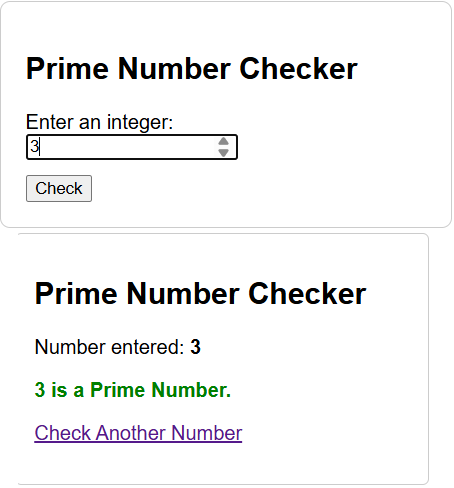 Prime Number Checker
Enter an integer:
3
Check
Prime Number Checker
Number entered: 3
3 is a Prime Number.
Check Another Number